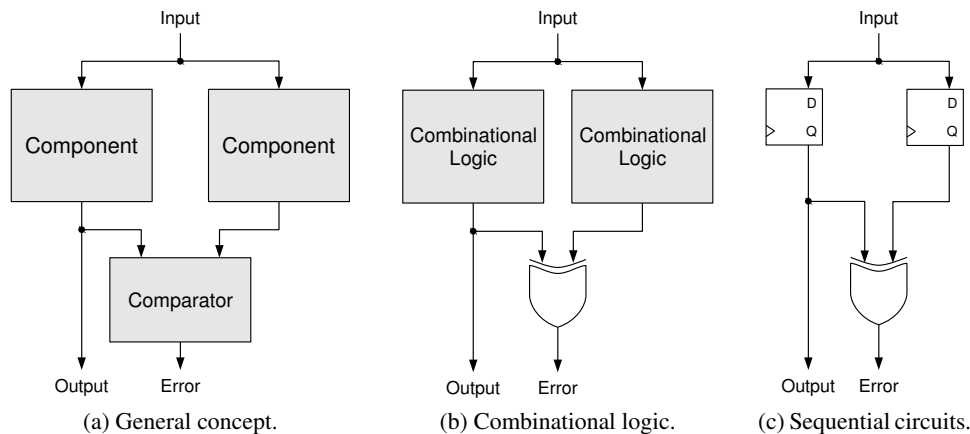 Input
Component
Component
Comparator
Output
Error
(a) General concept.
Input
Combinational
Logic
Combinational
Logic
Output
Error
(b) Combinational logic.
Input
D
Q
D
Q
Output
Error
(c) Sequential circuits.